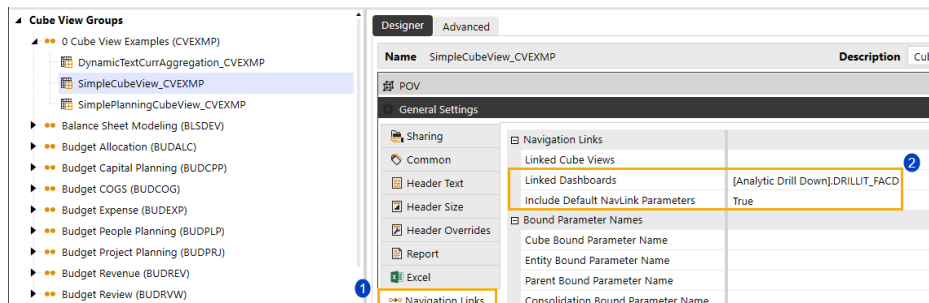 Cube View Groups
0 Cube View Examples (CVEXMP)
DynamicTextCurrAggregation_CVEXMP
SimpleCubeView_CVEXMP
SimplePlanningCubeView_CVEXMP
Balance Sheet Modeling (BLSDEV)
Budget Allocation (BUDALC)
Budget Capital Planning (BUDCPP)
Budget COGS (BUDCOG)
Budget Expense (BUDEXP)
Budget People Planning (BUDPLP)
Budget Project Planning (BUDPRJ)
Budget Revenue (BUDREV)
Budget Review (BUDRVW)
Designer Advanced
Name SimpleCubeView_CVEXMP Description Cu
POV
General Settings
Sharing
Common
Header Text
Header Size
Header Overrides
Report
Excel
1
Navigation Links
Navigation Links
Linked Cube Views
2
Linked Dashboards [Analytic Drill Down].DRILLIT_FACD
Include Default NavLink Parameters True
Bound Parameter Names
Cube Bound Parameter Name
Entity Bound Parameter Name
Parent Bound Parameter Name
Consolidation Bound Parameter Name